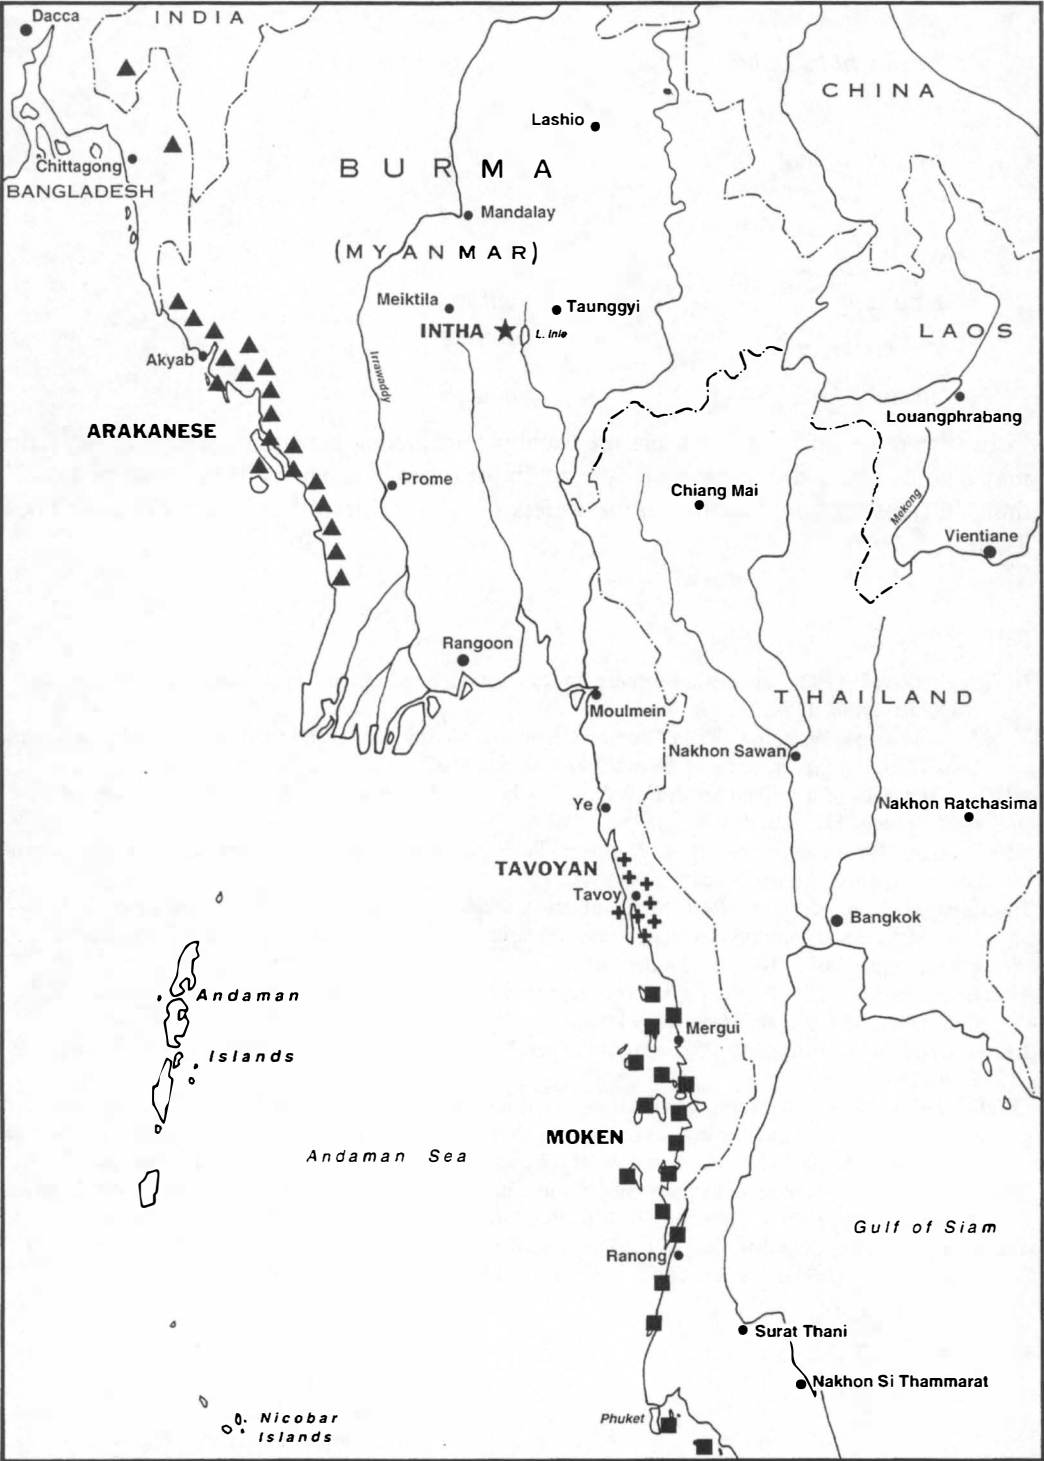 Dacca
INDIA
CHINA
Lashio
Chittagong
BANGLADESH
BURMA
Mandalay
(MYANMAR)
Meiktila
Taunggyi
INTHA
L. Inle
LAOS
Akyab
Irrawaddy
Louangphrabang
ARAKANESE
Prome
Chiang Mai
Mekong
Vientiane
Rangoon
THAILAND
Moulmein
Nakhon Sawan
Ye
Nakhon Ratchasima
TAVOYAN
Tavoy
Bangkok
Andaman
Islands
Mergui
MOKEN
Andaman Sea
Gulf of Siam
Ranong
Surat Thani
Nakhon Si Thammarat
Phuket
Nicobar
Islands